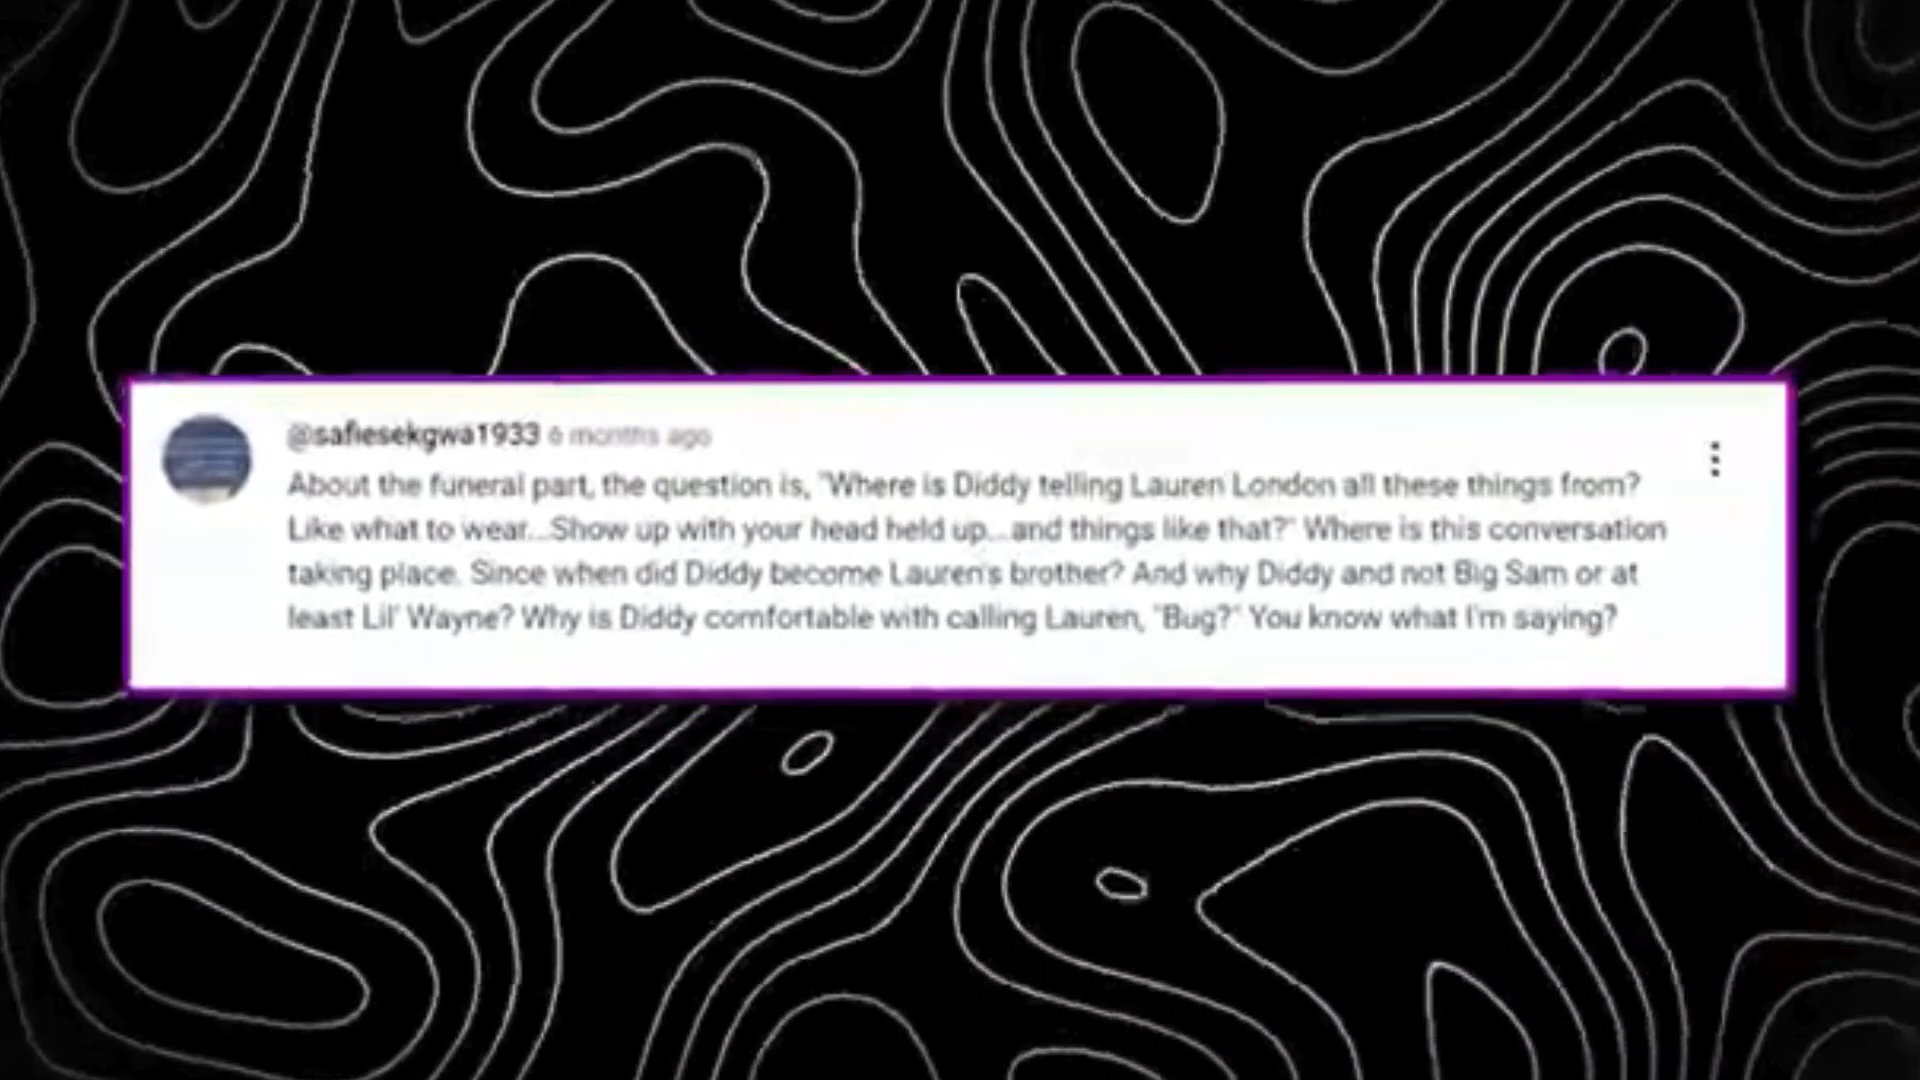 @safiesekgwa1933 6 months ago
About the funeral part, the question is, "Where is Diddy telling Lauren London all these things from?
Like what to wear...Show up with your head held up...and things like that?" Where is this conversation
taking place. Since when did Diddy become Lauren's brother? And why Diddy and not Big Sam or at
least Lil' Wayne? Why is Diddy comfortable with calling Lauren, "Bug?" You know what I'm saying?